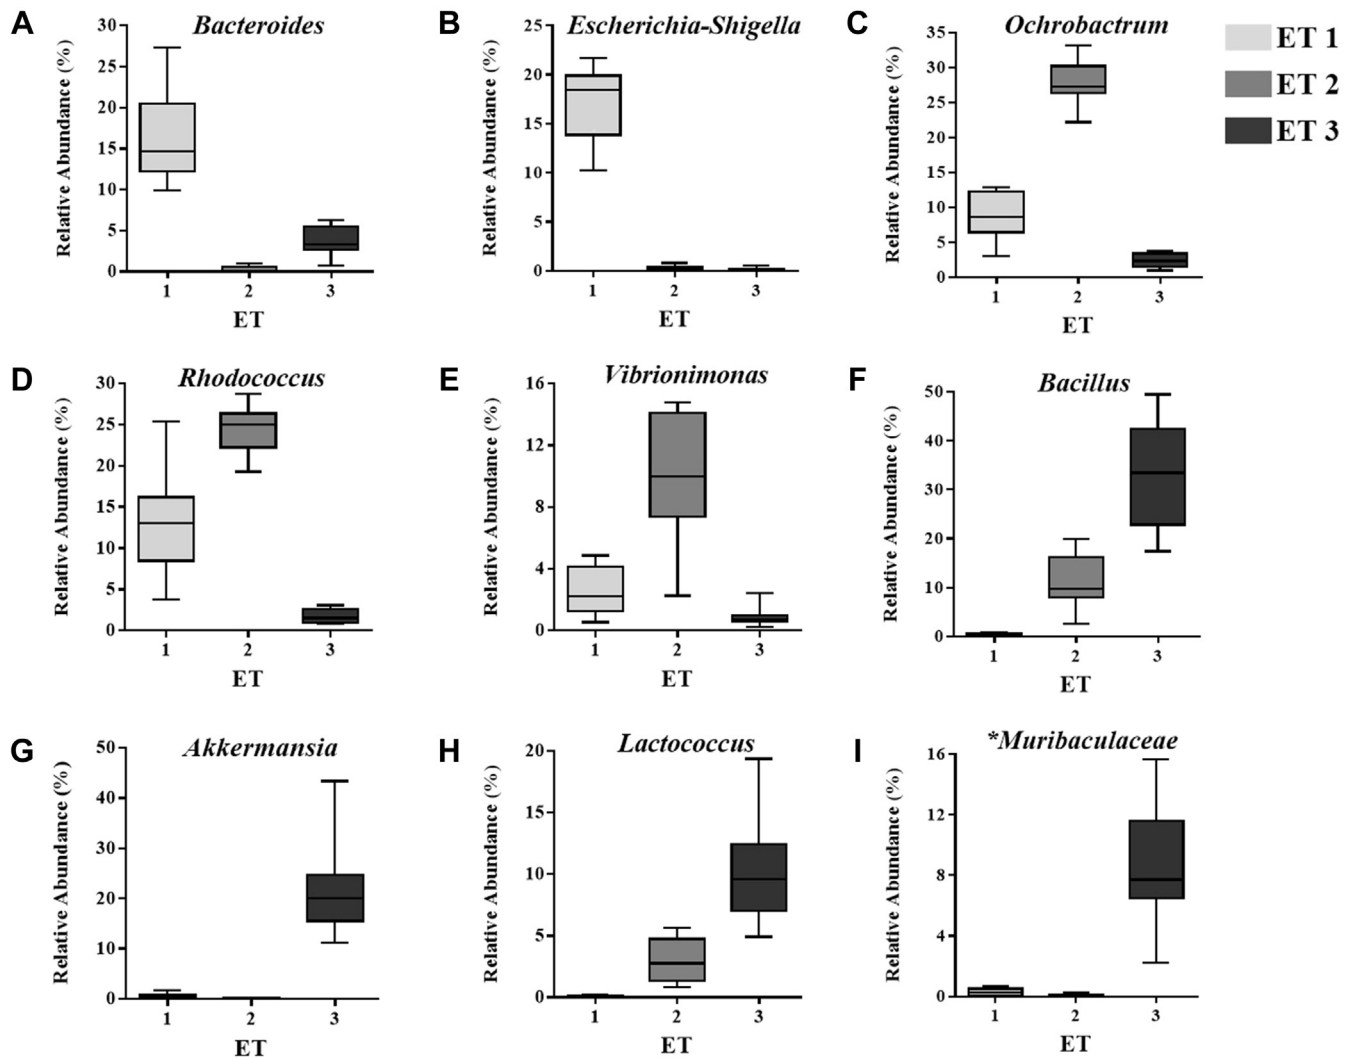 A
Bacteroides
Relative Abundance (%)
30
25
20
15
10
5
0
1 2 3
ET
B
Escherichia-Shigella
Relative Abundance (%)
25
20
15
10
5
0
1 2 3
ET
C
Ochrobactrum
Relative Abundance (%)
35
30
25
20
15
10
5
0
1 2 3
ET
ET 1
ET 2
ET 3
D
Rhodococcus
Relative Abundance (%)
30
25
20
15
10
5
0
1 2 3
ET
E
Vibrionimonas
Relative Abundance (%)
16
12
8
4
0
1 2 3
ET
F
Bacillus
Relative Abundance (%)
50
40
30
20
10
0
1 2 3
ET
G
Akkermansia
Relative Abundance (%)
50
40
30
20
10
0
1 2 3
ET
H
Lactococcus
Relative Abundance (%)
20
15
10
5
0
1 2 3
ET
I
*Muribaculaceae
Relative Abundance (%)
16
12
8
4
0
1 2 3
ET